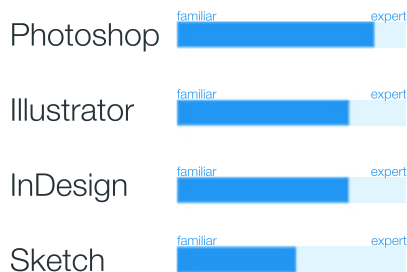 familiar expert
Photoshop
familiar expert
Illustrator
familiar expert
InDesign
familiar expert
Sketch